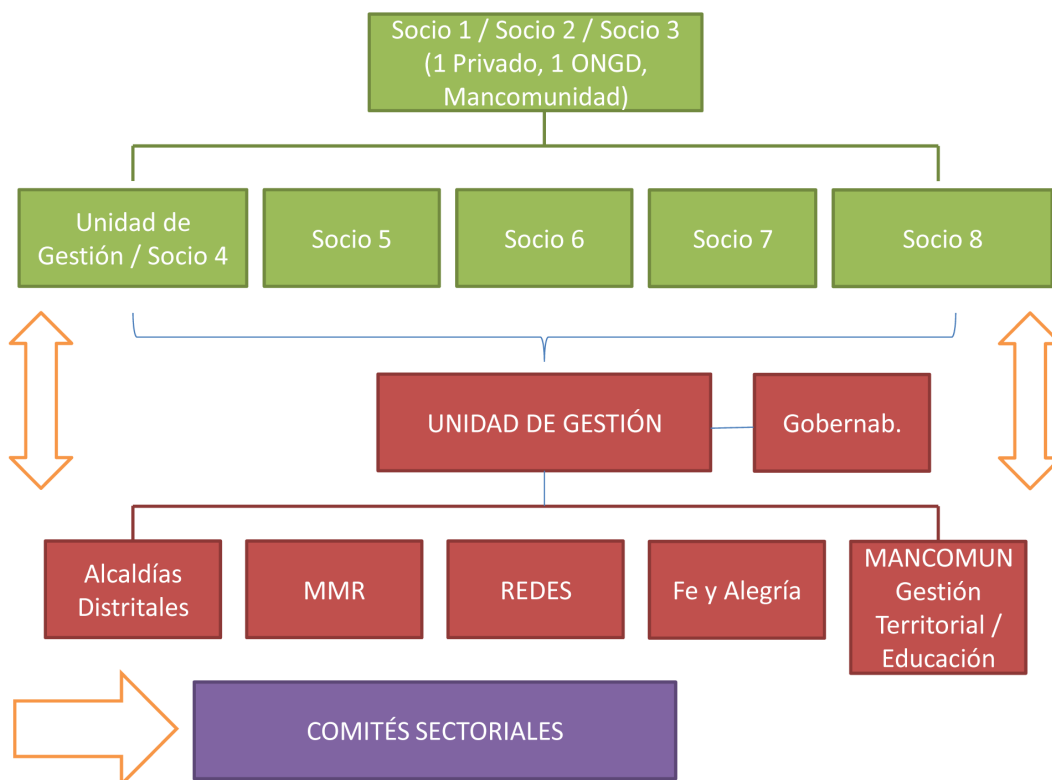 Socio 1 / Socio 2 / Socio 3
(1 Privado, 1 ONGD,
Mancomunidad)
Unidad de
Gestión / Socio 4
Socio 5
Socio 6
Socio 7
Socio 8
UNIDAD DE GESTIÓN
Gobernab.
Alcaldías
Distritales
MMR
REDES
Fe y Alegría
MANCOMUN
Gestión
Territorial /
Educación
COMITÉS SECTORIALES